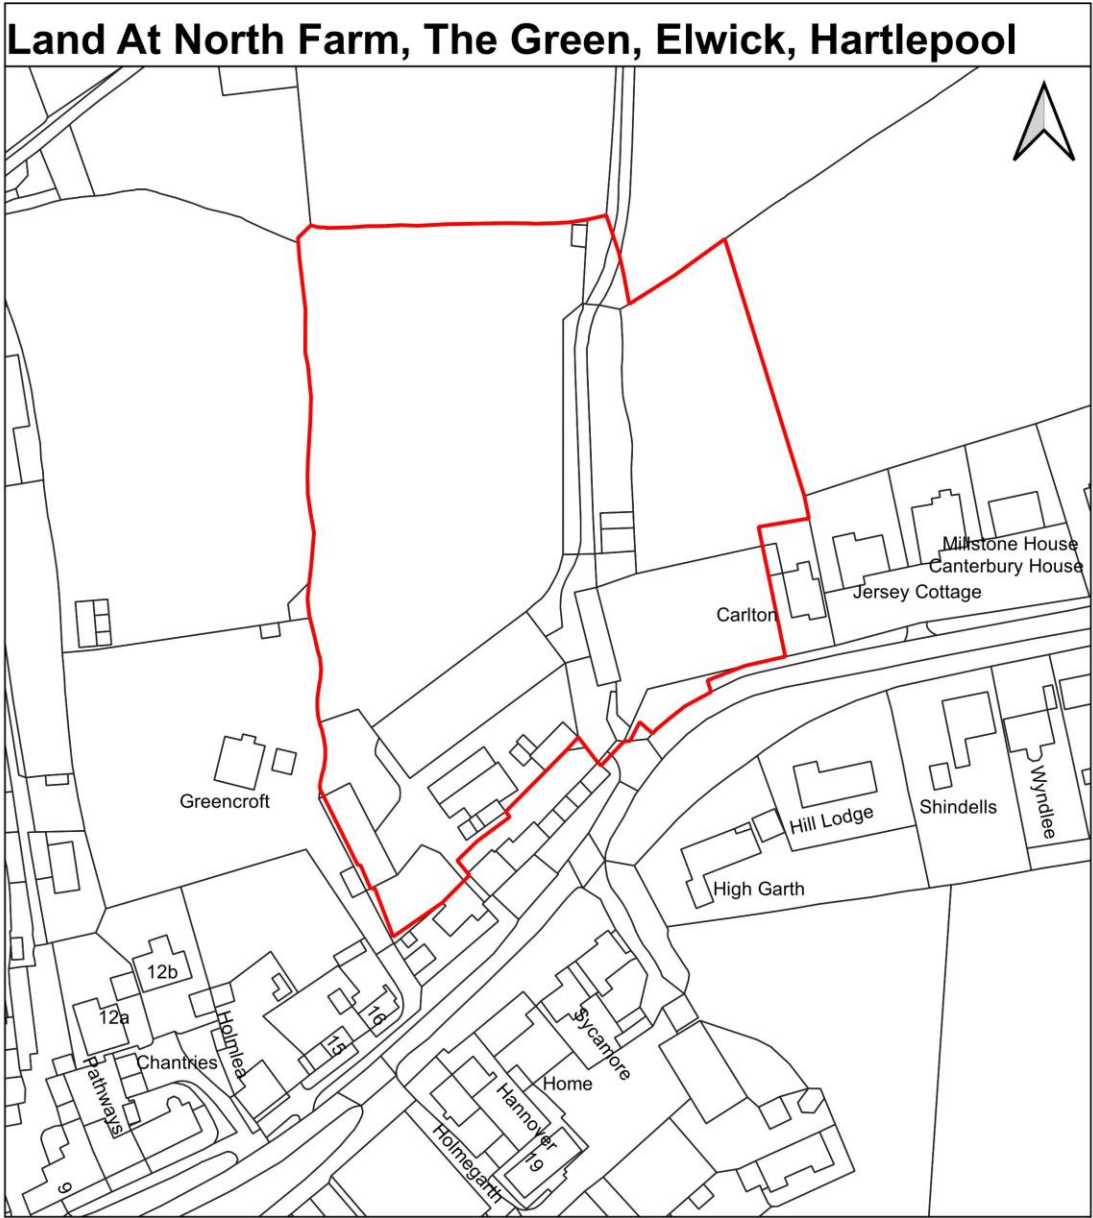 Land At North Farm, The Green, Elwick, Hartlepool
Millstone House
Canterbury House
Jersey Cottage
Carlton
Greencroft
Hill Lodge
Shindells
Wyndlee
High Garth
12b
12a
16
15
Holmlea
Chantries
Pathways
Sycamore
Home
Hannover
19
Holmegarth
9